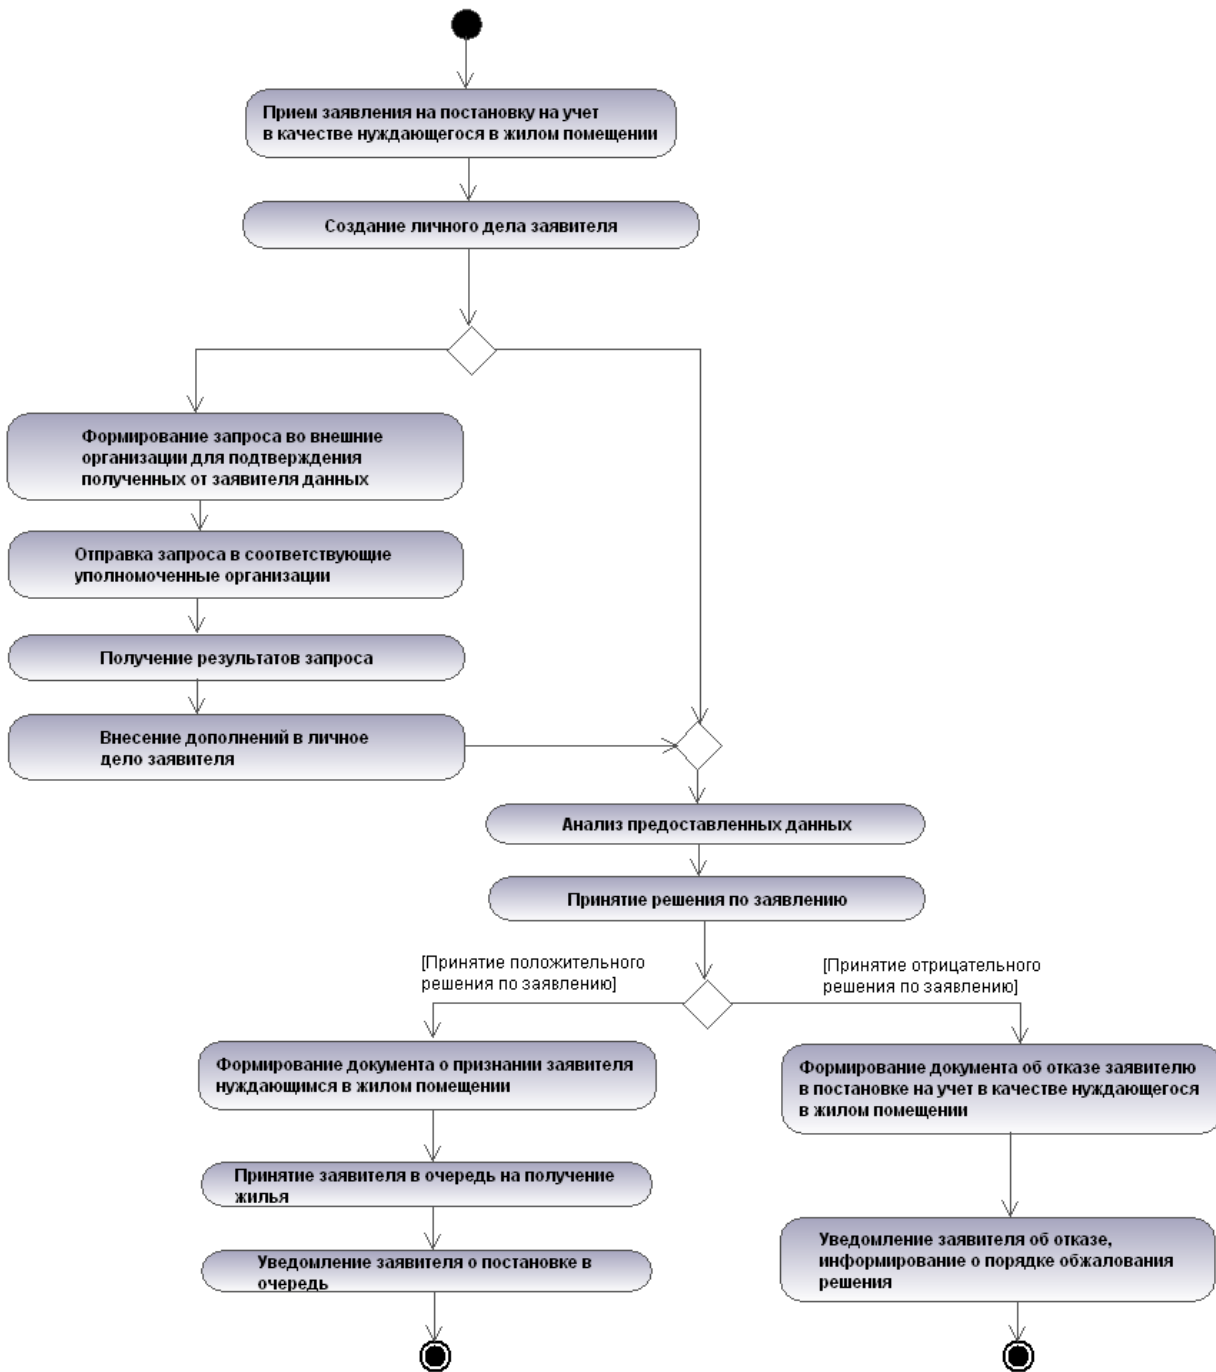 Прием заявления на постановку на учет
в качестве нуждающегося в жилом помещении
Создание личного дела заявителя
Формирование запроса во внешние
организации для подтверждения
полученных от заявителя данных
Отправка запроса в соответствующие
уполномоченные организации
Получение результатов запроса
Внесение дополнений в личное
дело заявителя
Анализ предоставленных данных
Принятие решения по заявлению
[Принятие положительного
решения по заявлению]
[Принятие отрицательного
решения по заявлению]
Формирование документа о признании заявителя
нуждающимся в жилом помещении
Формирование документа об отказе заявителю
в постановке на учет в качестве нуждающегося
в жилом помещении
Принятие заявителя в очередь на получение
жилья
Уведомление заявителя о постановке в
очередь
Уведомление заявителя об отказе,
информирование о порядке обжалования
решения